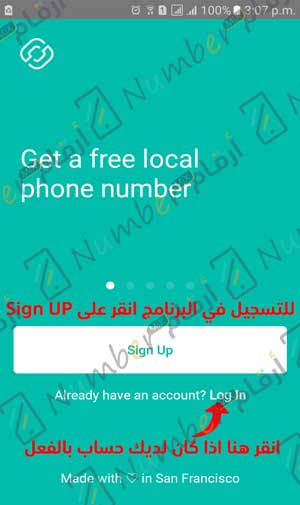 100% 3:07 p.m.
Get a free local
phone number
للتسجيل في البرنامج انقر على Sign UP
Sign Up
Already have an account? Log In
انقر هنا اذا كان لديك حساب بالفعل
Made with ♡ in San Francisco
Number
أرقام